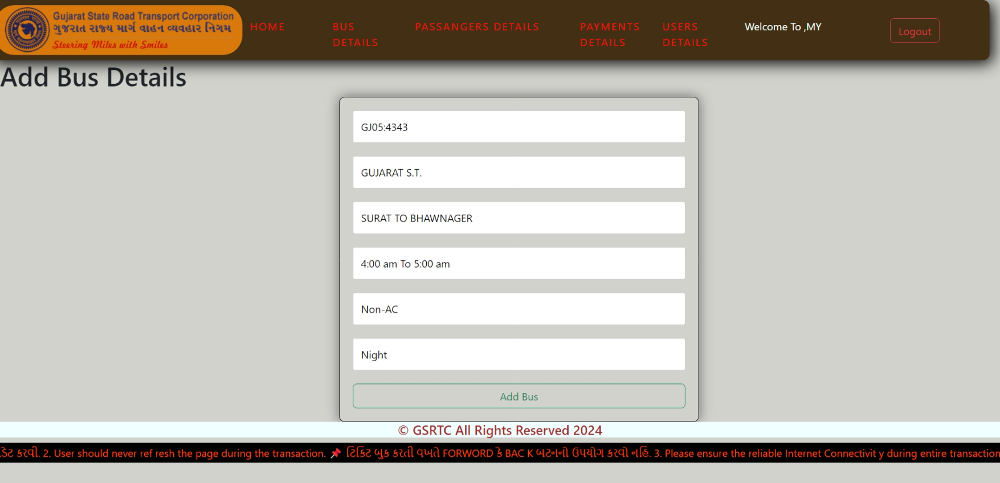 Gujarat State Road Transport Corporation
ગુજરાત રાજ્ય માર્ગ વાહન વ્યવહાર નિગમ
Steering Miles with Smiles
HOME
BUS
DETAILS
PASSANGERS DETAILS
PAYMENTS
DETAILS
USERS
DETAILS
Welcome To ,MY
Logout
Add Bus Details
GJ05:4343
GUJARAT S.T.
SURAT TO BHAWNAGER
4:00 am To 5:00 am
Non-AC
Night
Add Bus
© GSRTC All Rights Reserved 2024
કરવી. 2. User should never ref resh the page during the transaction. 📌 ટિકિટ બુક કરતી વખતે FORWORD કે BAC K બટનનો ઉપયોગ કરવો નહિ. 3. Please ensure the reliable Internet Connectivit y during entire transaction